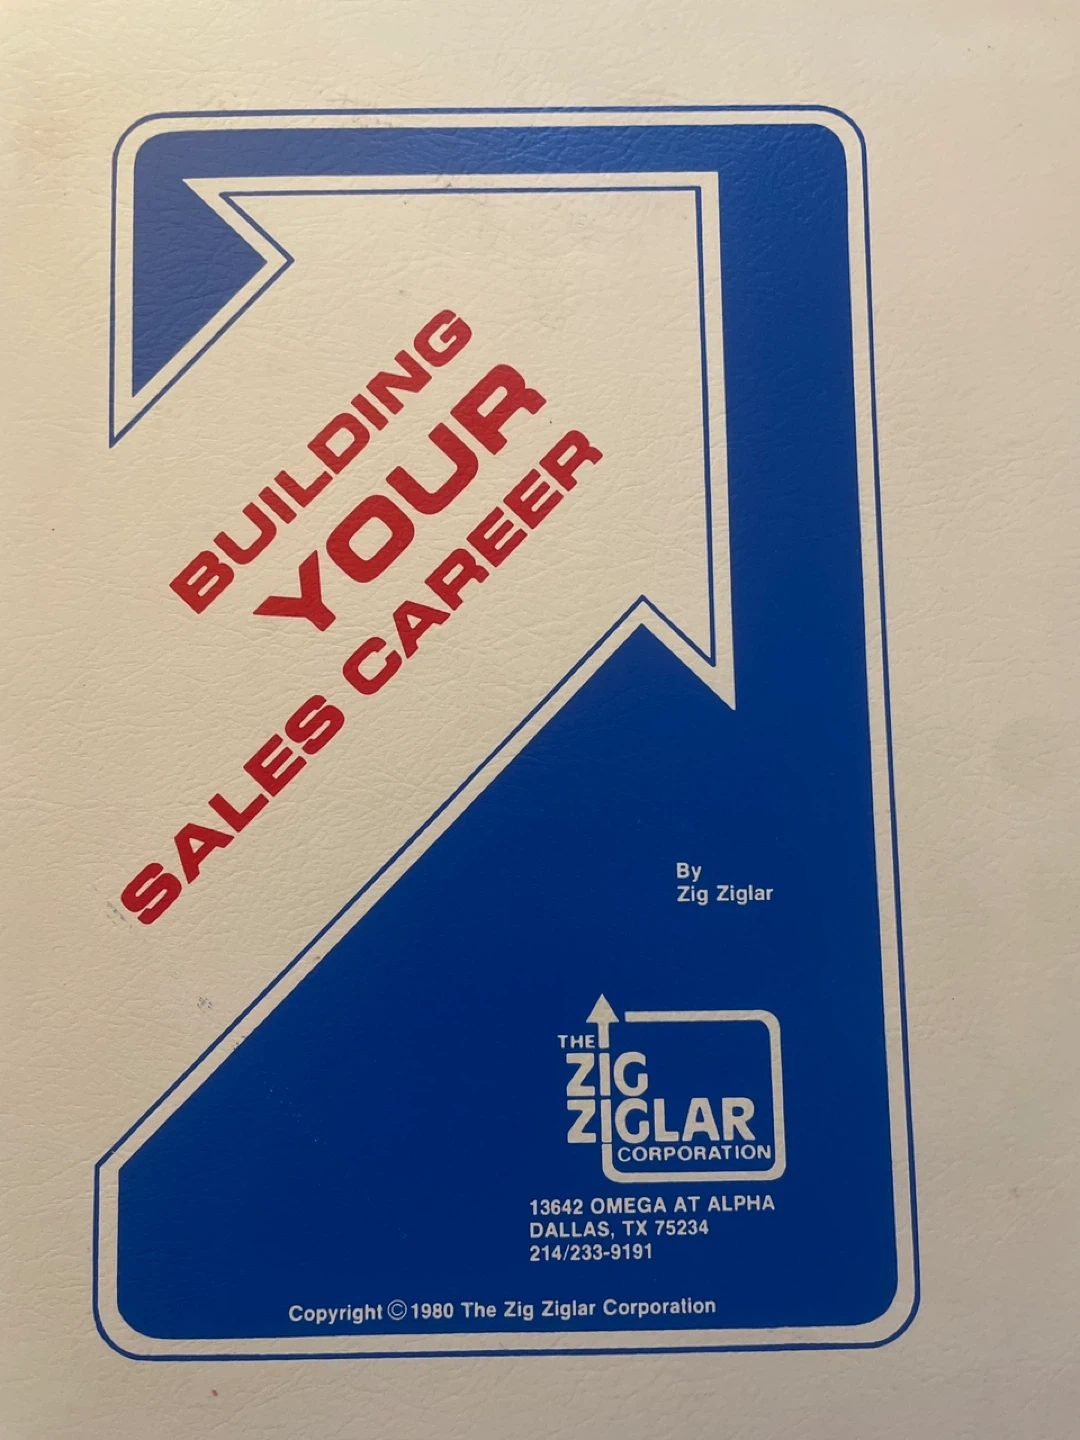 BUILDING
YOUR
SALES CAREER
By
Zig Ziglar
THE
ZIG
ZIGLAR
CORPORATION
13642 OMEGA AT ALPHA
DALLAS, TX 75234
214/233-9191
Copyright © 1980 The Zig Ziglar Corporation